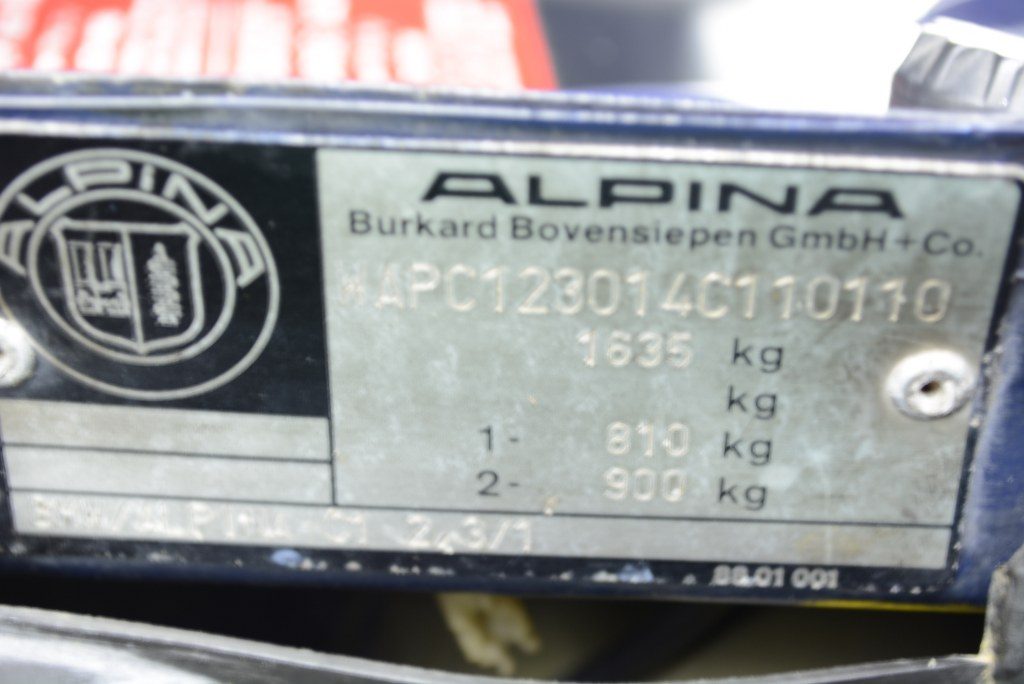 ALPINA
ALPINA
Burkard Bovensiepen GmbH + Co.
WAPC123014C110110
1635 kg
kg
1- 810 kg
2- 900 kg
BMW/ALPINA C1 2,3/1
88.01 001